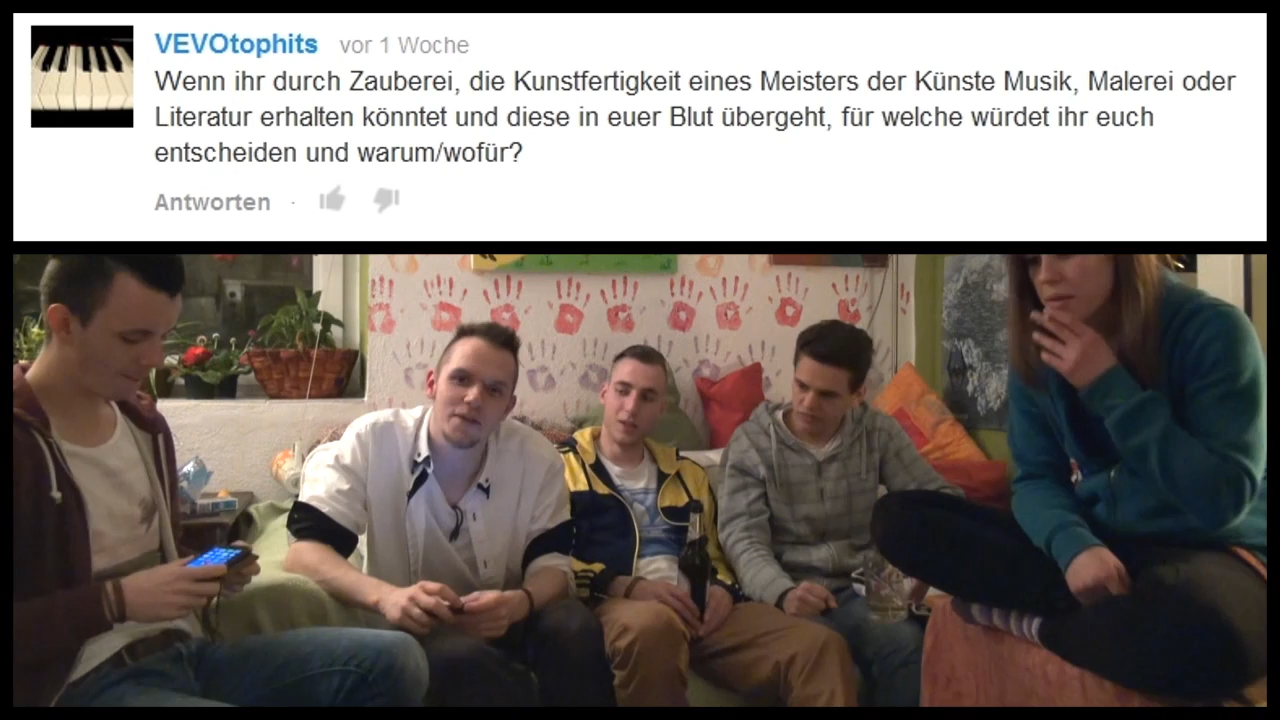 VEVOtophits vor 1 Woche
Wenn ihr durch Zauberei, die Kunstfertigkeit eines Meisters der Künste Musik, Malerei oder
Literatur erhalten könntet und diese in euer Blut übergeht, für welche würdet ihr euch
entscheiden und warum/wofür?
Antworten ·